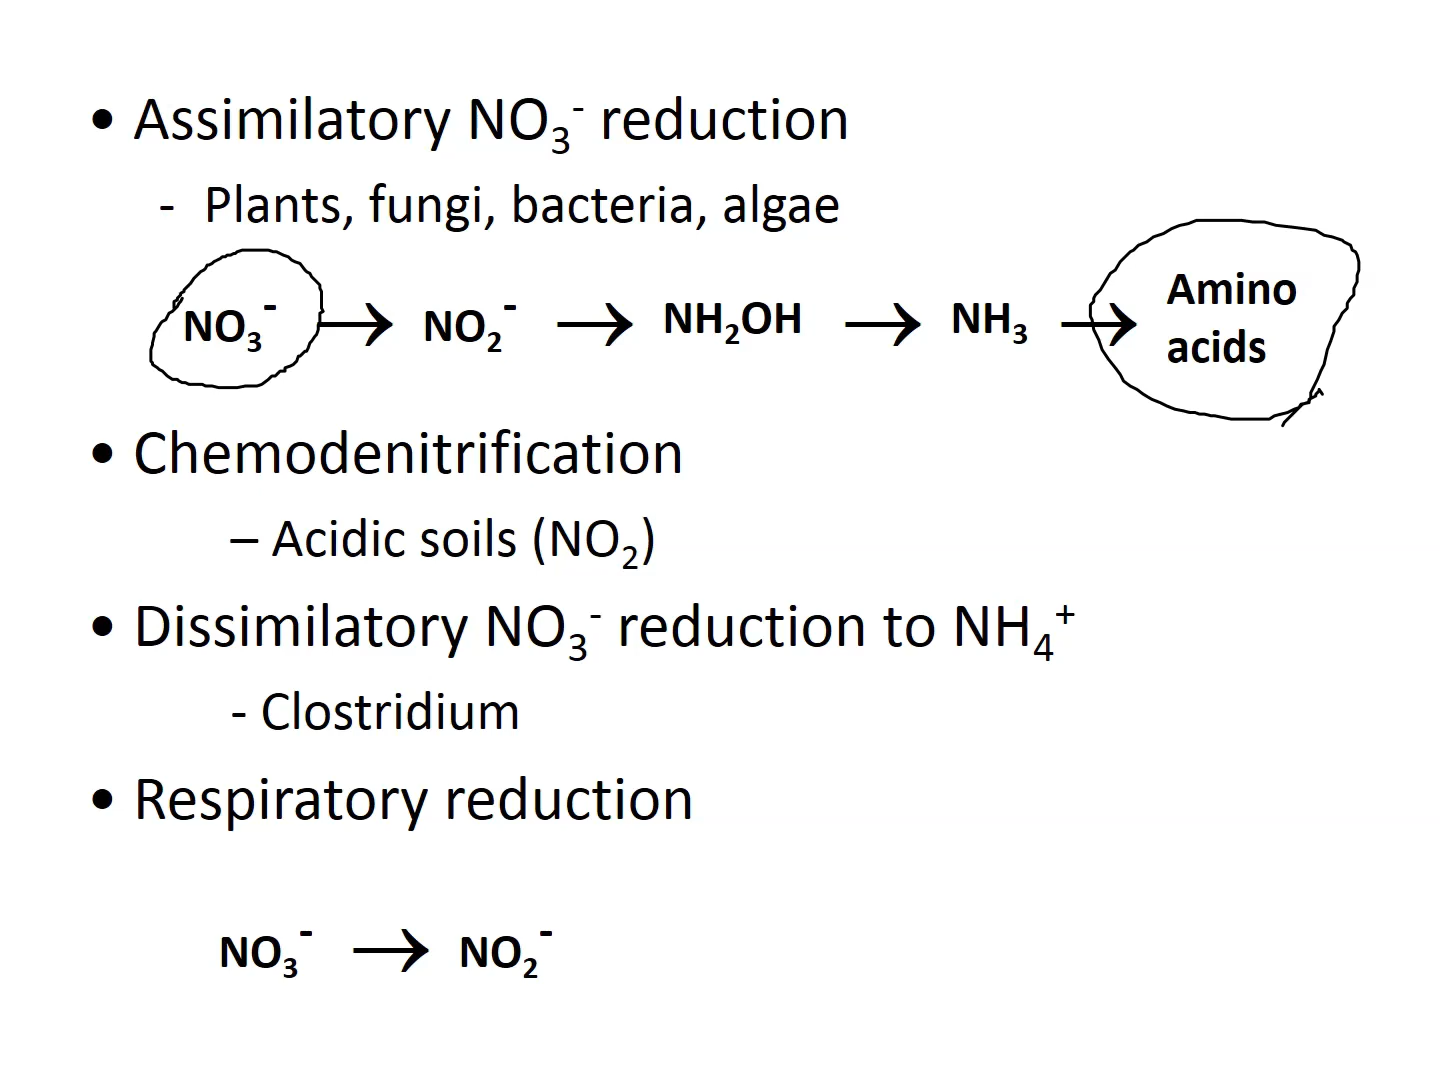 • Assimilatory NO₃⁻ reduction
- Plants, fungi, bacteria, algae
NO₃⁻ → NO₂⁻ → NH₂OH → NH₃ → Amino acids
• Chemodenitrification
– Acidic soils (NO₂)
• Dissimilatory NO₃⁻ reduction to NH₄⁺
- Clostridium
• Respiratory reduction
NO₃⁻ → NO₂⁻